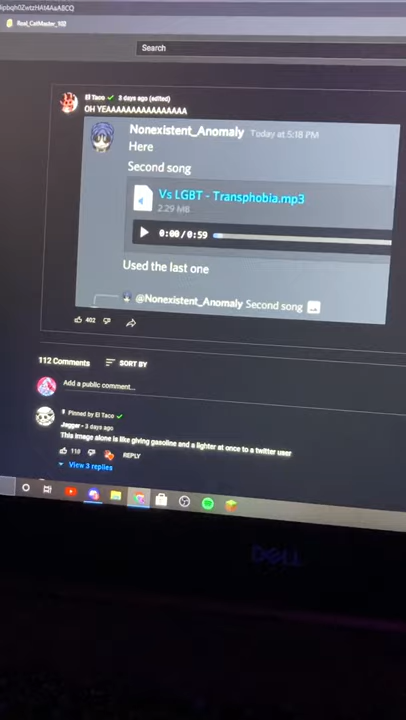 Real_CatMaster_102
Search
El Taco 3 days ago (edited)
OH YEAAAAAAAAAAAAAAA
Nonexistent_Anomaly Today at 5:18 PM
Here
Second song
Vs LGBT - Transphobia.mp3
2.29 MB
0:00/0:59
Used the last one
@Nonexistent_Anomaly Second song
402
112 Comments SORT BY
Add a public comment...
Pinned by El Taco
Jagger • 3 days ago
This image alone is like giving gasoline and a lighter at once to a twitter user
110 REPLY
View 3 replies
DELL